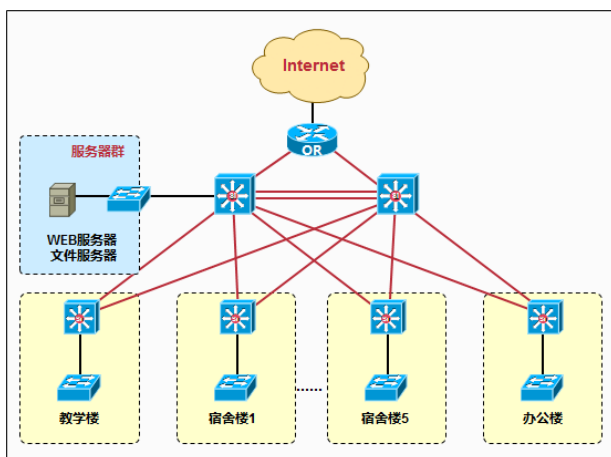 Internet
OR
服务器群
WEB服务器
文件服务器
教学楼
宿舍楼1
......
宿舍楼5
办公楼